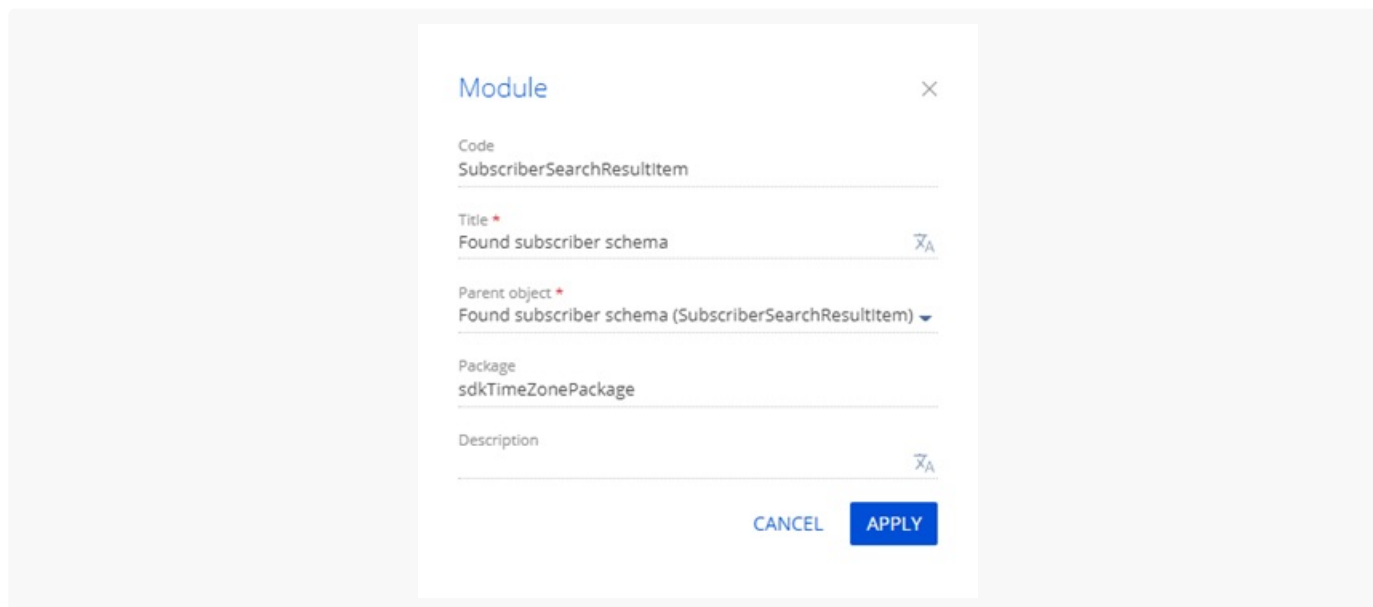 Module
Code
SubscriberSearchResultItem
Title *
Found subscriber schema
Parent object *
Found subscriber schema (SubscriberSearchResultItem)
Package
sdkTimeZonePackage
Description
CANCEL
APPLY